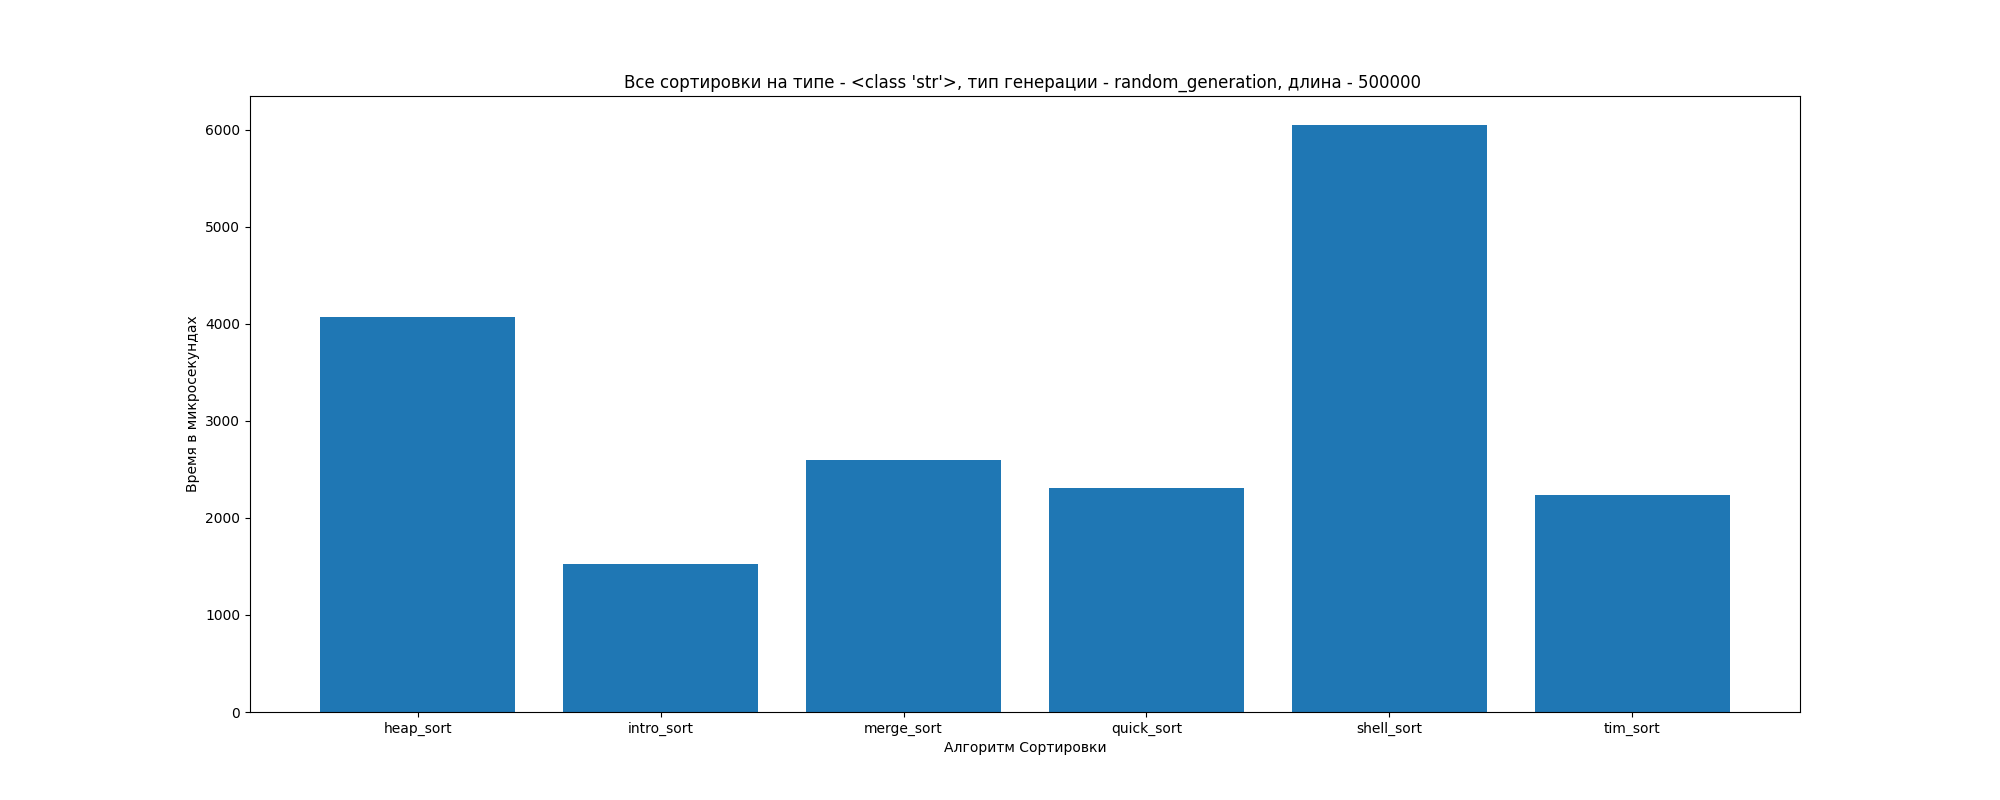 Все сортировки на типе - <class 'str'>, тип генерации - random_generation, длина - 500000
Время в микросекундах
6000
5000
4000
3000
2000
1000
0
heap_sort intro_sort merge_sort quick_sort shell_sort tim_sort
Алгоритм Сортировки